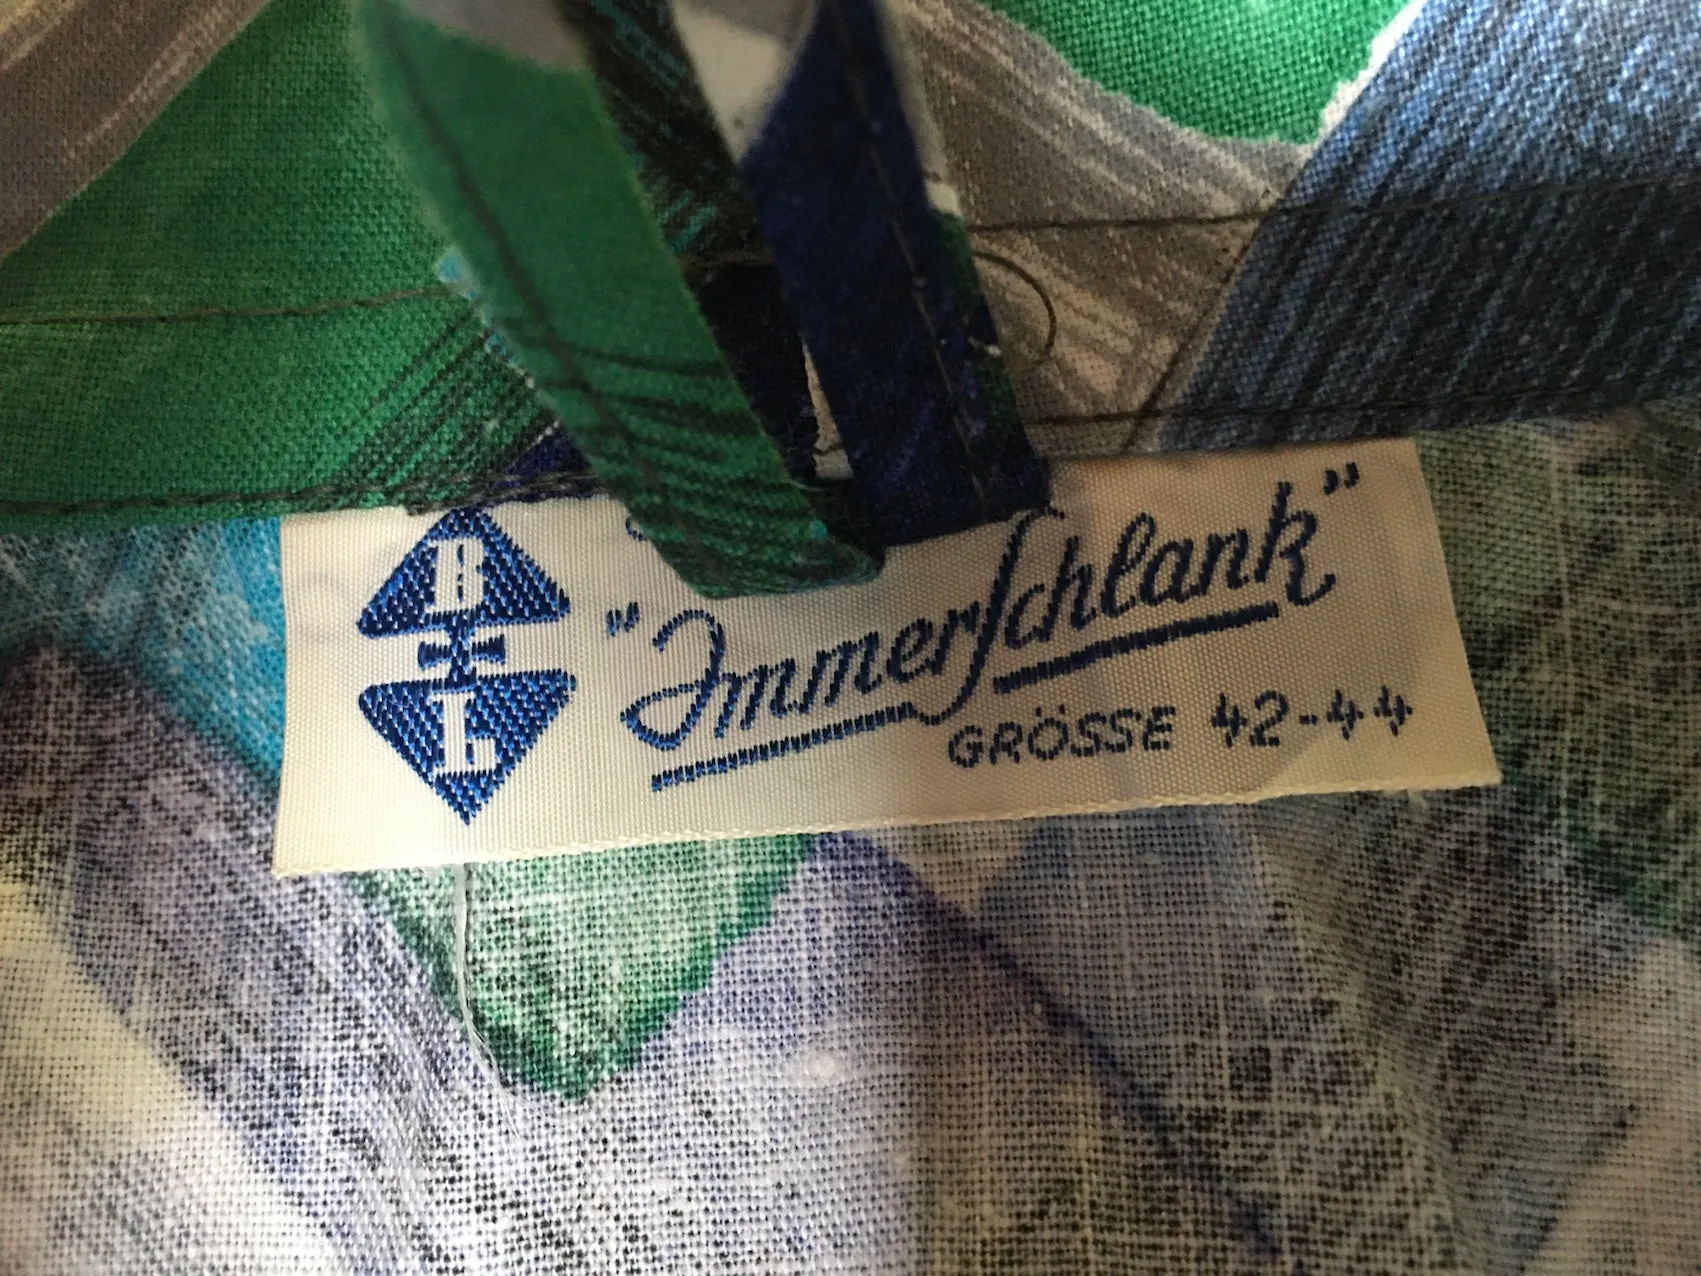 B
L
"Immerschlank"
GRÖSSE 42-44